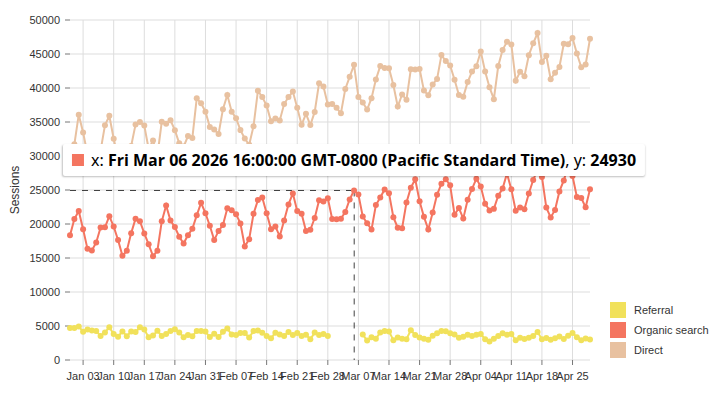 50000
45000
40000
35000
30000
25000
20000
15000
10000
5000
0
Sessions
x: Fri Mar 06 2026 16:00:00 GMT-0800 (Pacific Standard Time), y: 24930
Jan 03 Jan 10 Jan 17 Jan 24 Jan 31 Feb 07 Feb 14 Feb 21 Feb 28 Mar 07 Mar 14 Mar 21 Mar 28 Apr 04 Apr 11 Apr 18 Apr 25
Referral
Organic search
Direct